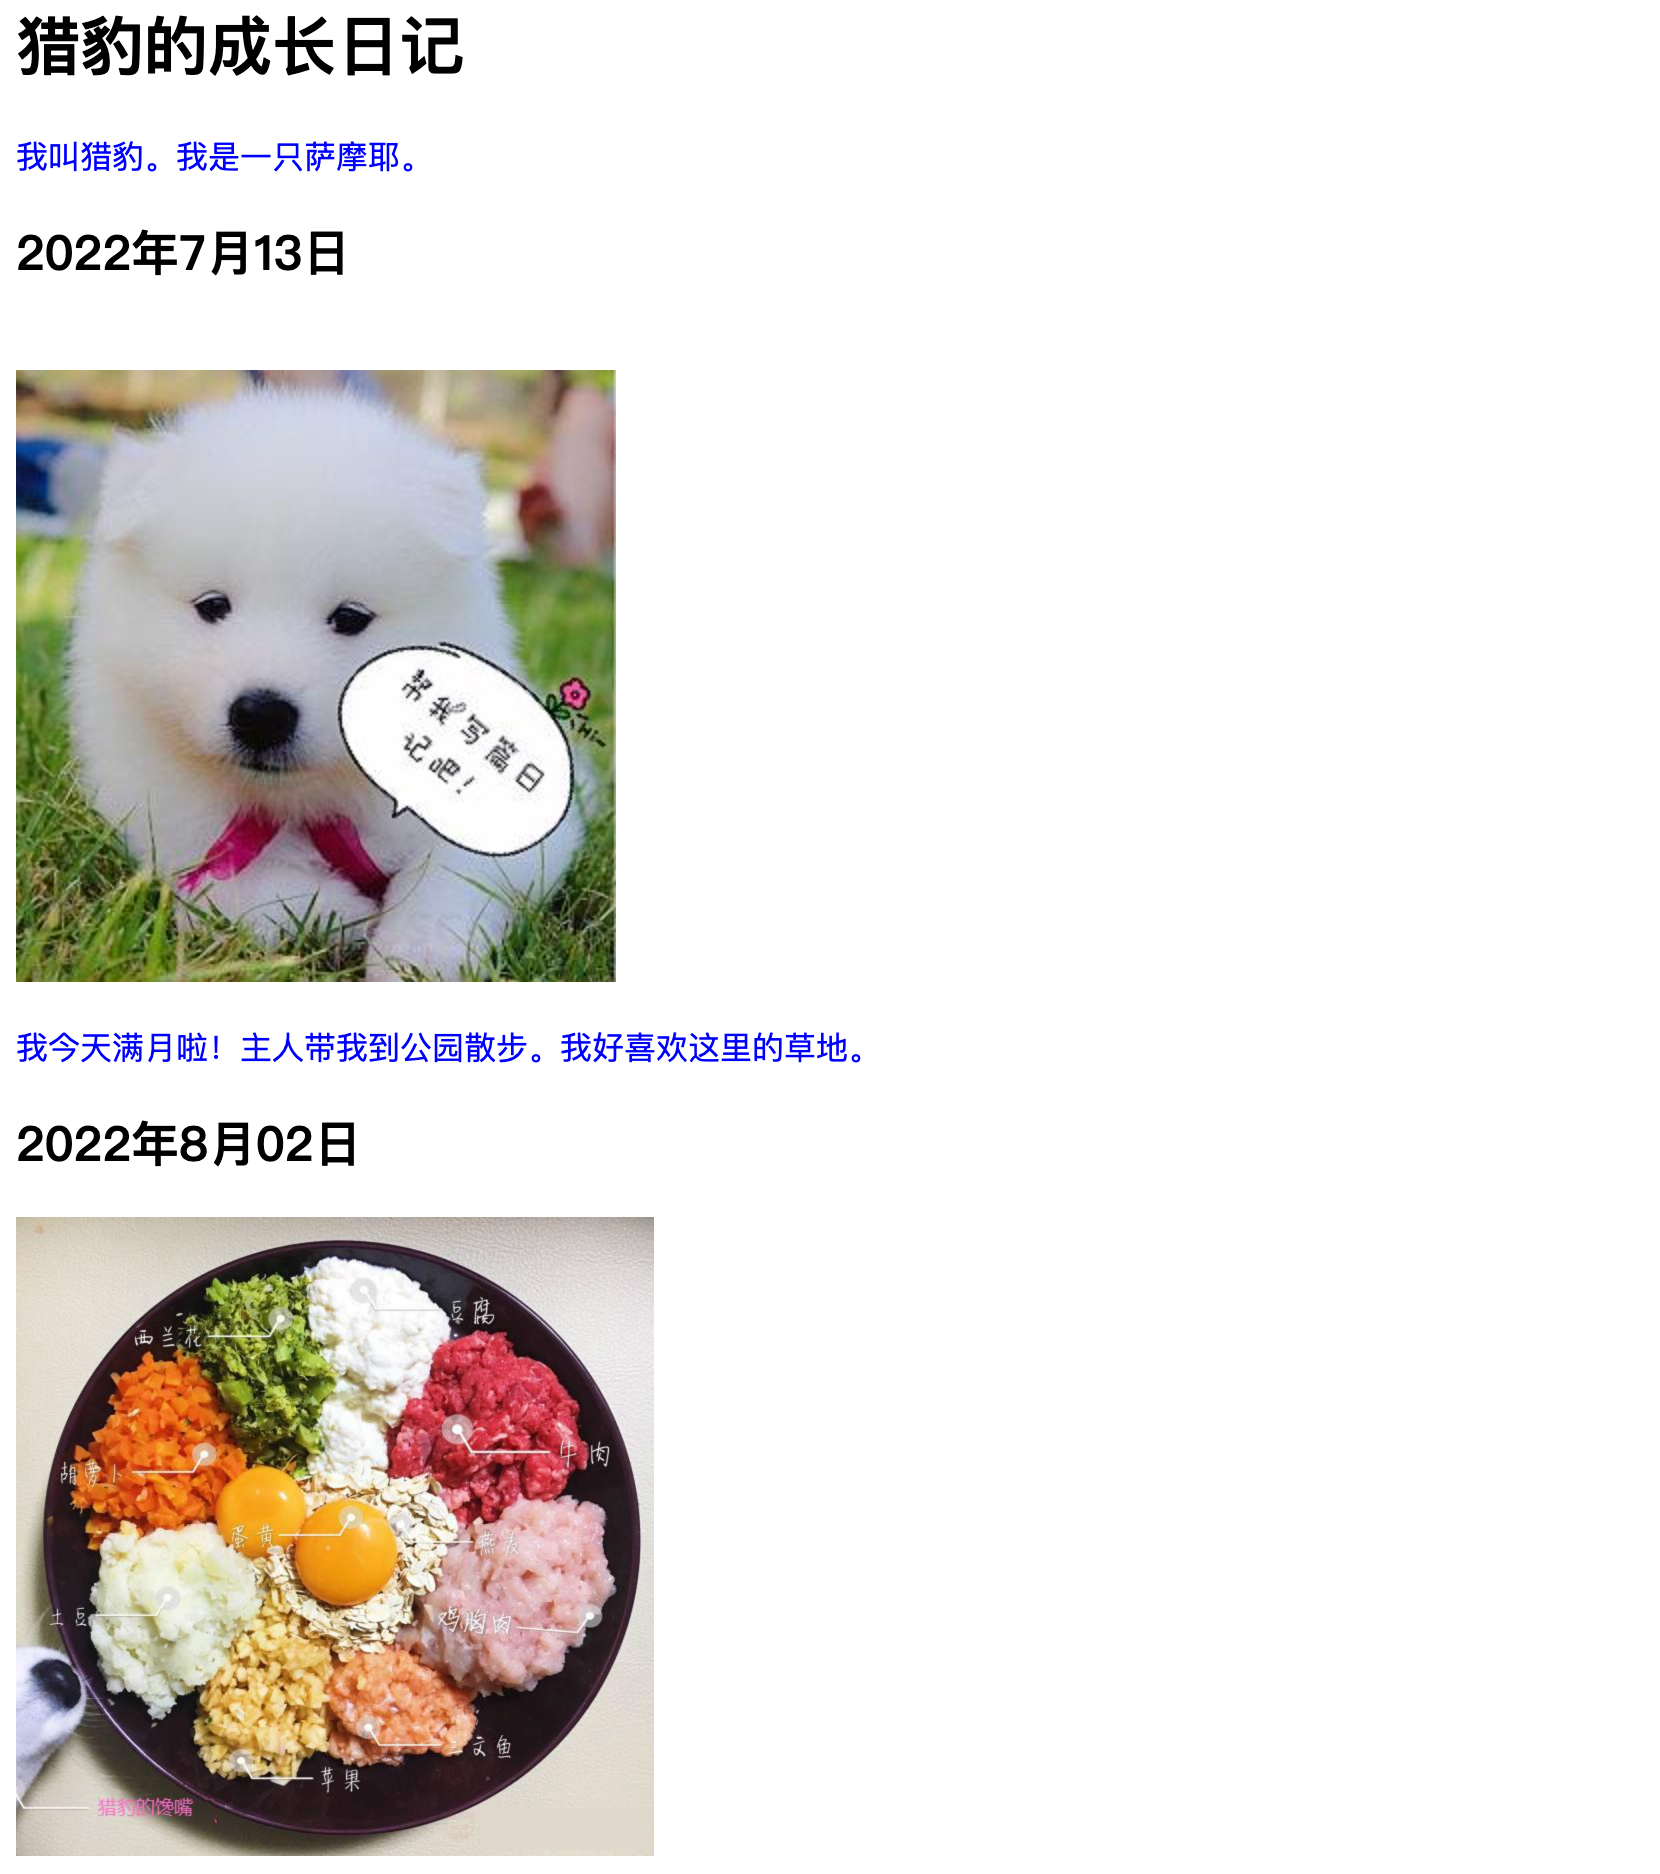 猎豹的成长日记
我叫猎豹。我是一只萨摩耶。
2022年7月13日
帮我写篇日
记吧！
我今天满月啦！主人带我到公园散步。我好喜欢这里的草地。
2022年8月02日
豆腐
西兰花
牛肉
胡萝卜
蛋黄
燕麦
土豆
鸡胸肉
三文鱼
苹果
猎豹的馋嘴